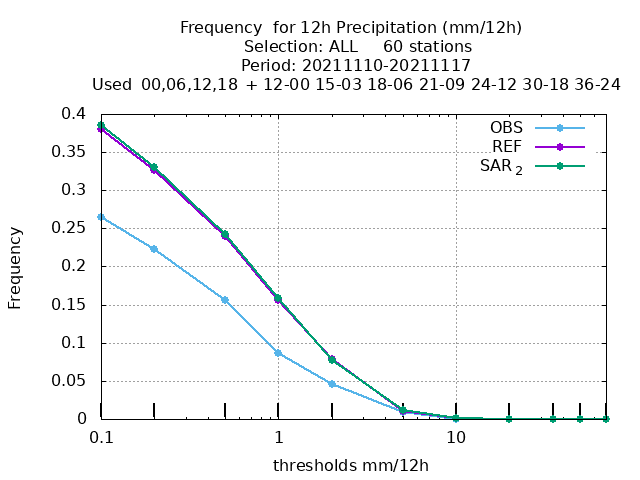 Frequency  for 12h Precipitation (mm/12h)
Selection: ALL     60 stations
Period: 20211110-20211117
Used  00,06,12,18  + 12-00 15-03 18-06 21-09 24-12 30-18 36-24
OBS
REF
SAR 2
0.4
0.35
0.3
0.25
0.2
0.15
0.1
0.05
0
Frequency
0.1
1
10
thresholds mm/12h